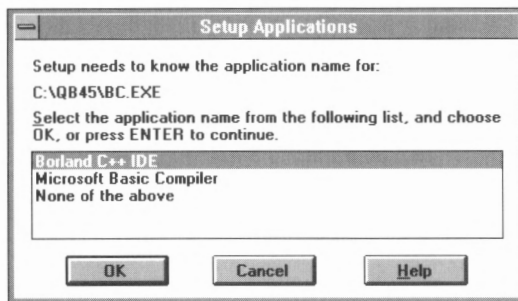 Setup Applications
Setup needs to know the application name for:
C:\QB45\BC.EXE
Select the application name from the following list, and choose
OK, or press ENTER to continue.
Borland C++ IDE
Microsoft Basic Compiler
None of the above
OK Cancel Help